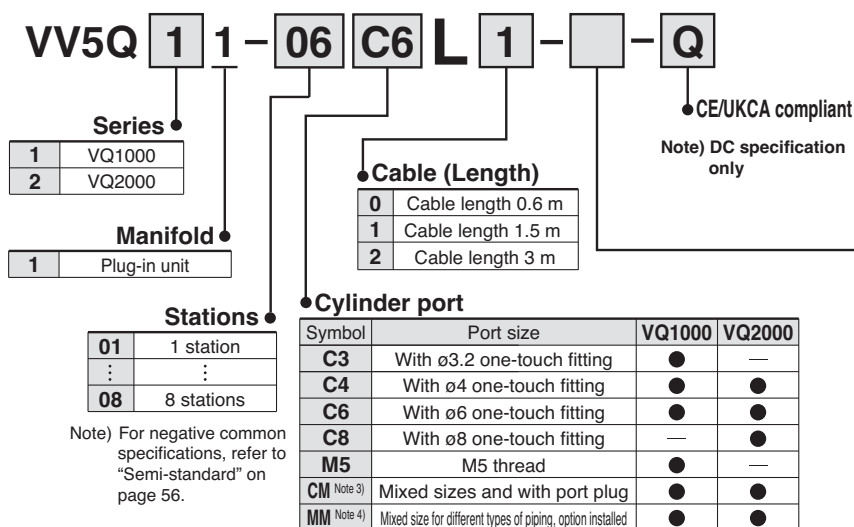 VV5Q 1 1 – 06 C6 L 1 – – Q
●CE/UKCA compliant
Note) DC specification
only
Series
1 VQ1000
2 VQ2000
Manifold
1 Plug-in unit
Stations
01 1 station
⋮ ⋮
08 8 stations
Note) For negative common
specifications, refer to
“Semi-standard” on
page 56.
Cable (Length)
0 Cable length 0.6 m
1 Cable length 1.5 m
2 Cable length 3 m
Cylinder port
Symbol Port size VQ1000 VQ2000
C3 With ø3.2 one-touch fitting ● —
C4 With ø4 one-touch fitting ● ●
C6 With ø6 one-touch fitting ● ●
C8 With ø8 one-touch fitting — ●
M5 M5 thread ● —
CM Note 3) Mixed sizes and with port plug ● ●
MM Note 4) Mixed size for different types of piping, option installed ● ●